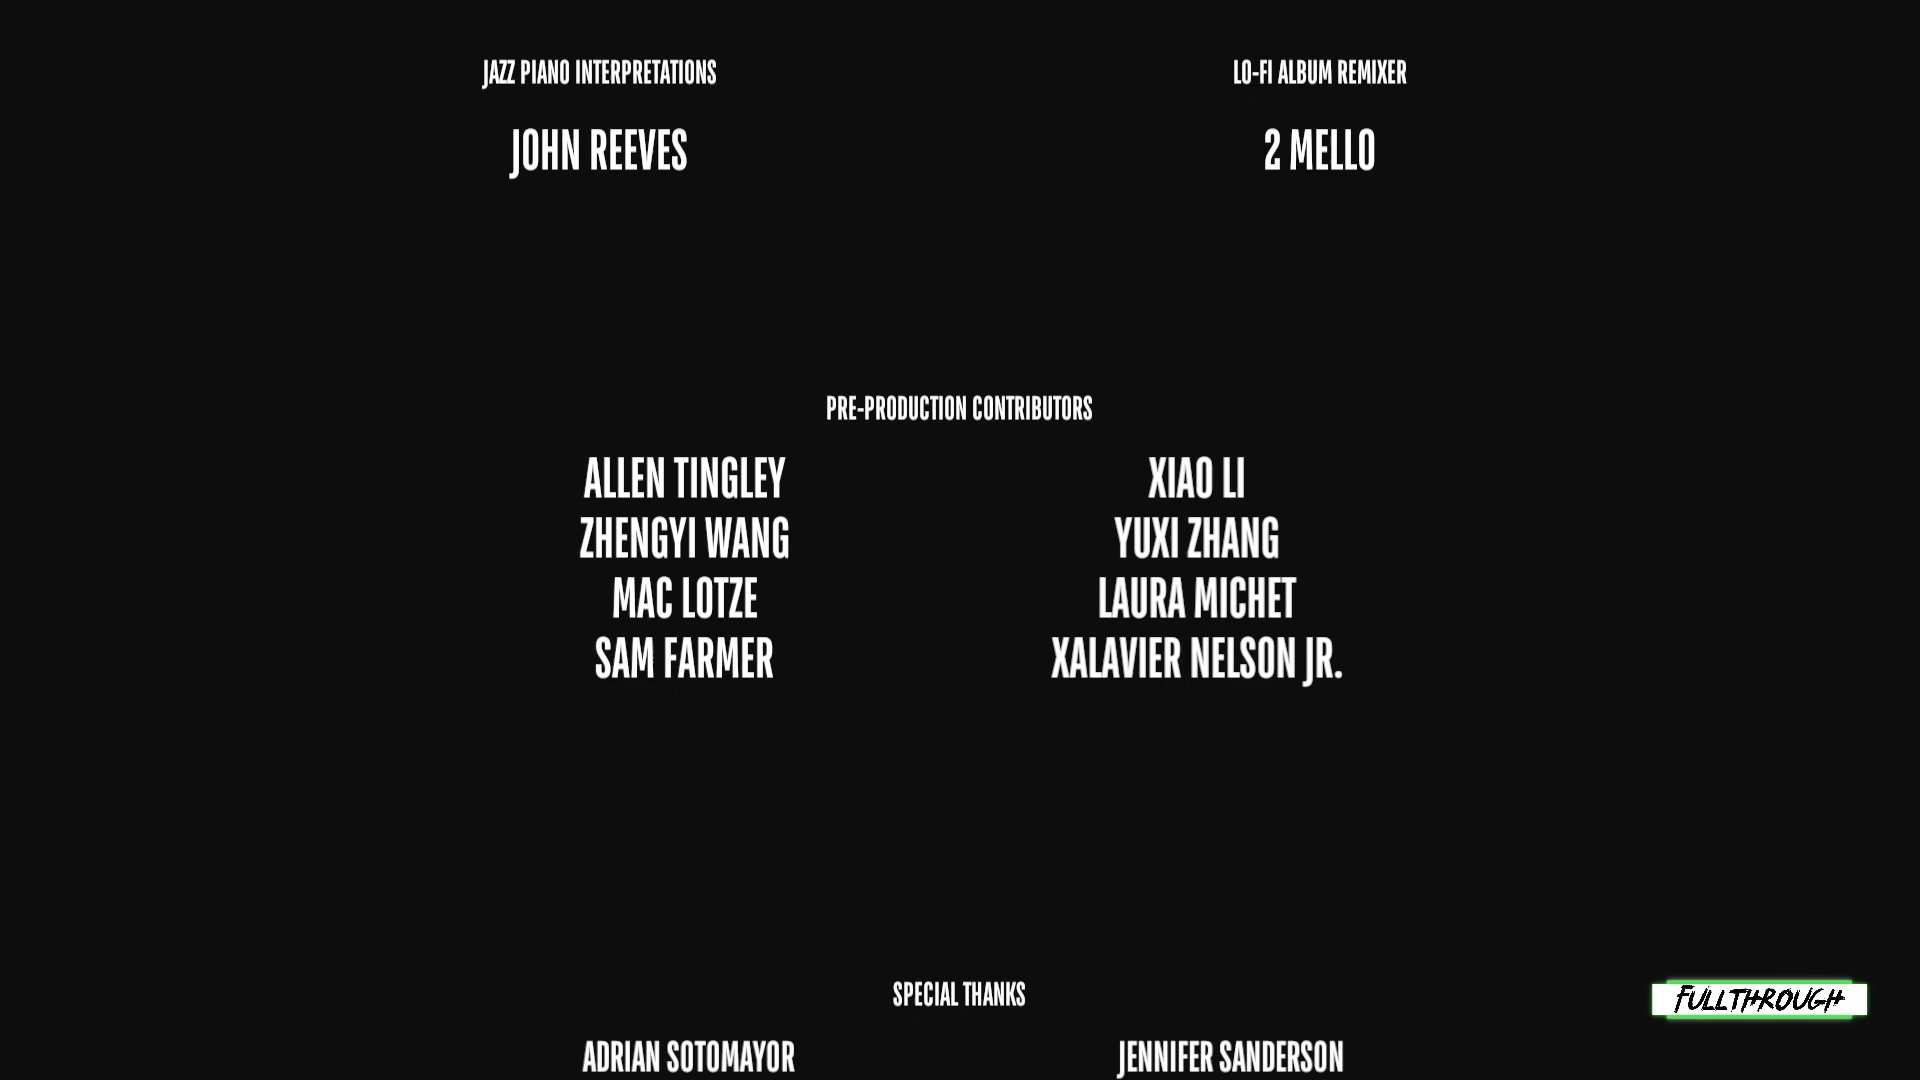 JAZZ PIANO INTERPRETATIONS
LO-FI ALBUM REMIXER
JOHN REEVES
2 MELLO
PRE-PRODUCTION CONTRIBUTORS
ALLEN TINGLEY
XIAO LI
ZHENGYI WANG
YUXI ZHANG
MAC LOTZE
LAURA MICHET
SAM FARMER
XALAVIER NELSON JR.
SPECIAL THANKS
FULLTHROUGH
ADRIAN SOTOMAYOR
JENNIFER SANDERSON